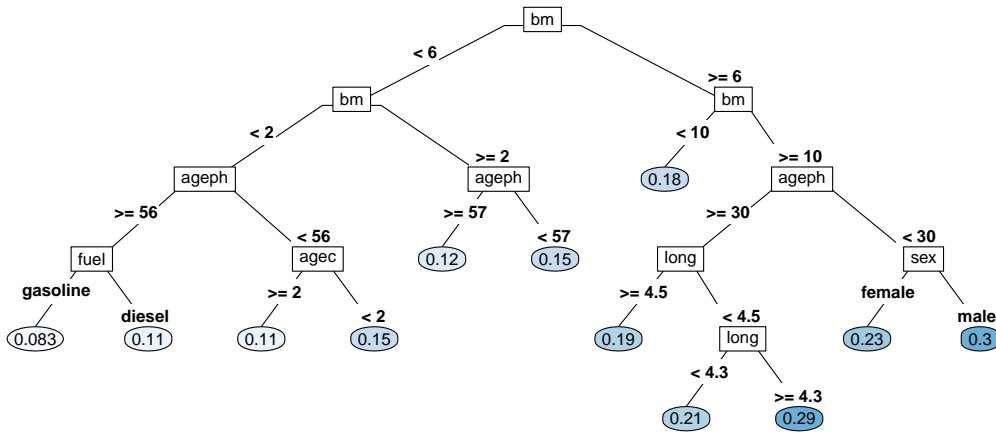 bm
< 6
>= 6
bm
bm
< 2
>= 2
< 10
>= 10
ageph
ageph
0.18
ageph
>= 56
< 56
>= 57
< 57
>= 30
< 30
fuel
agec
0.12
0.15
long
sex
gasoline
diesel
>= 2
< 2
>= 4.5
< 4.5
female
male
0.083
0.11
0.11
0.15
0.19
long
0.23
0.3
< 4.3
>= 4.3
0.21
0.29